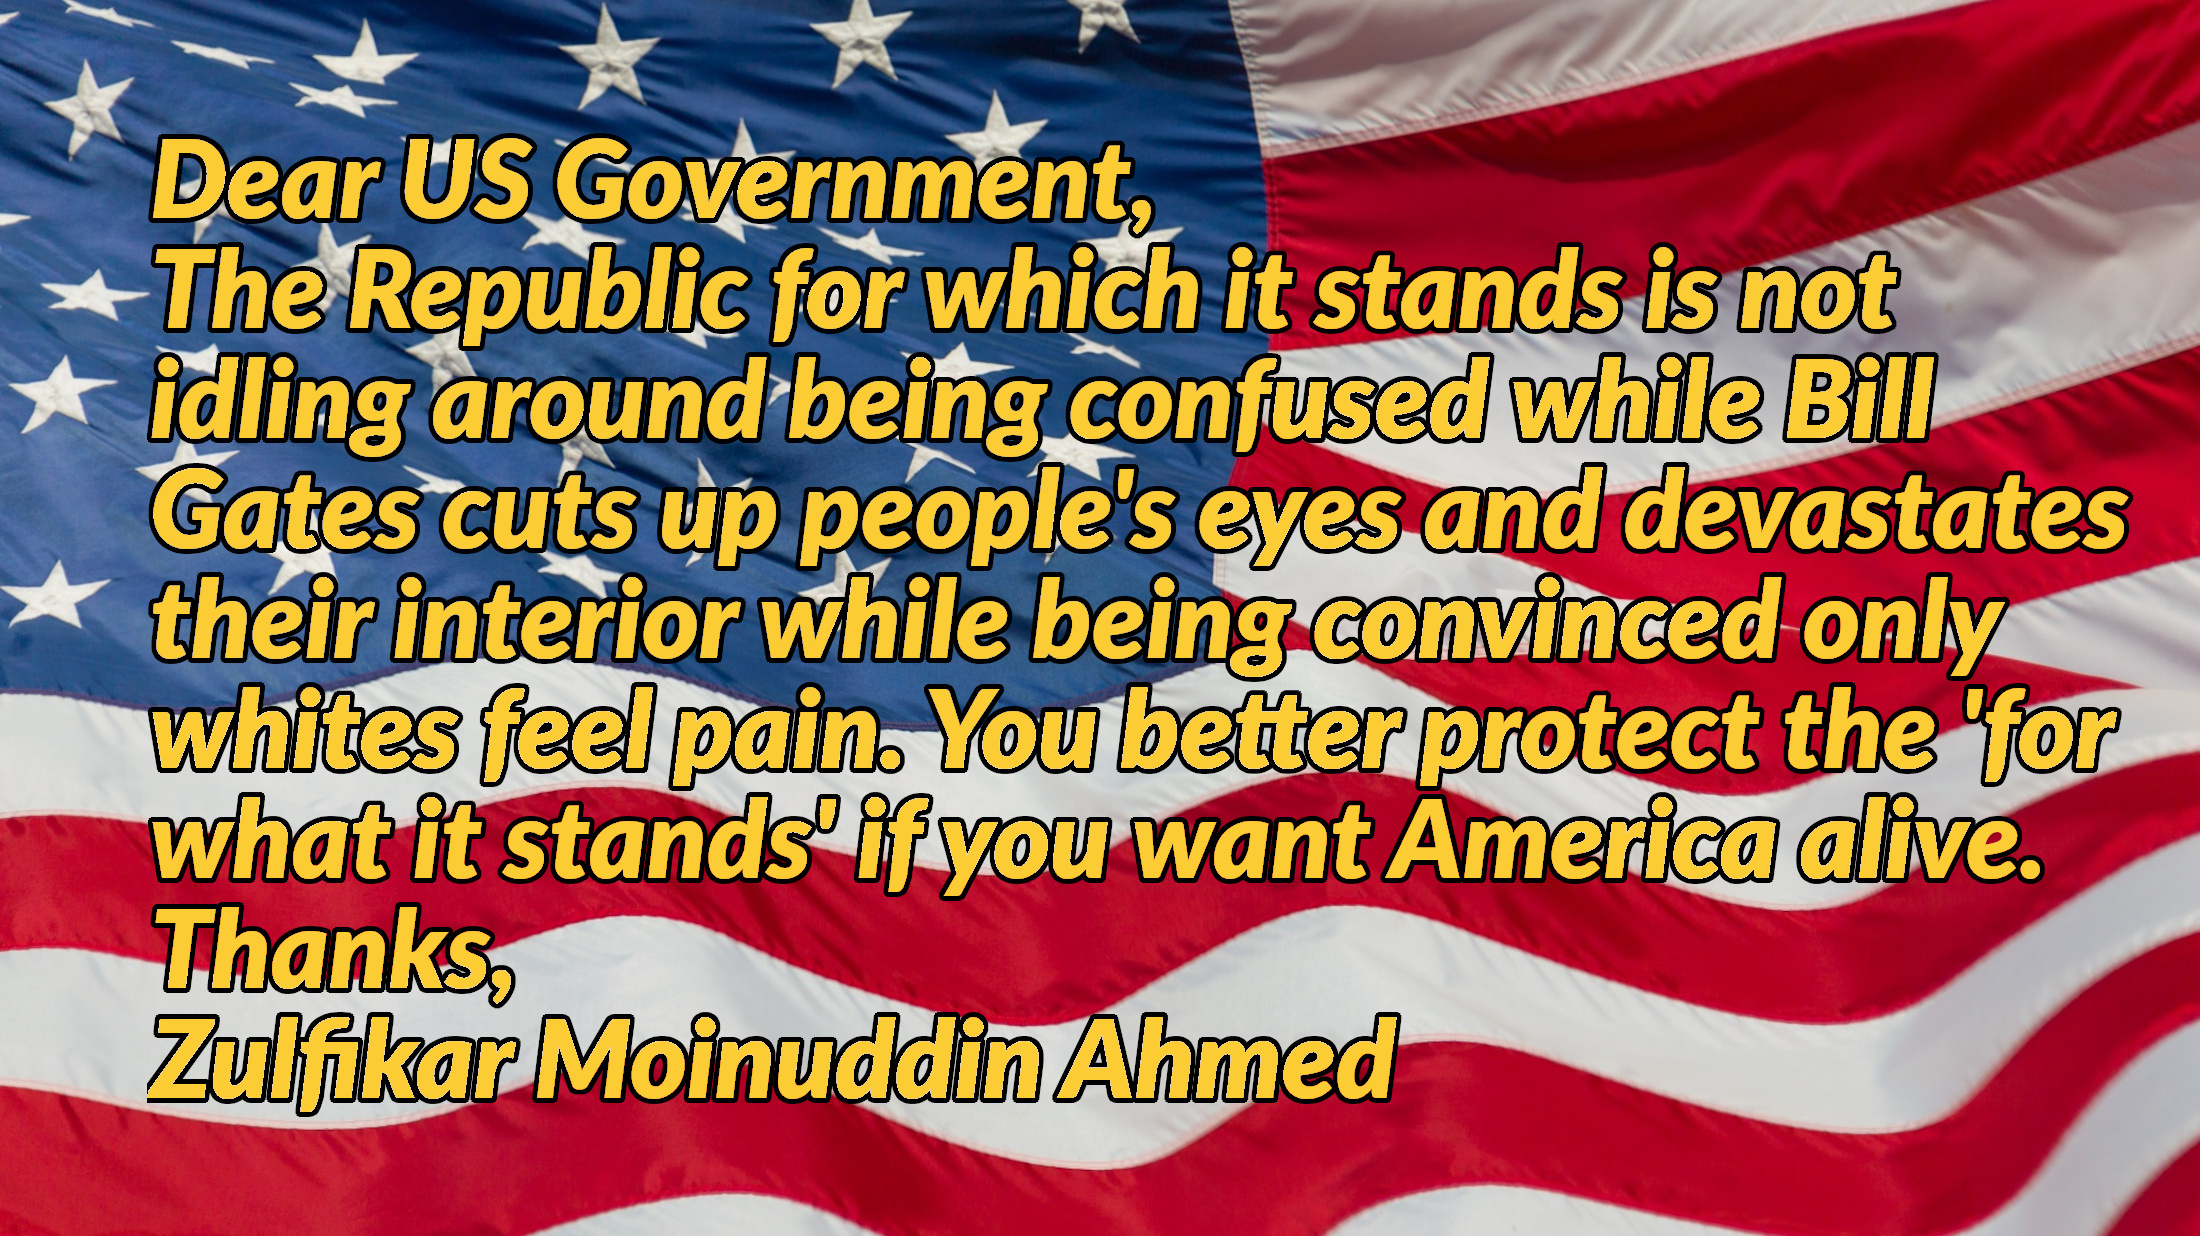 Dear US Government,
The Republic for which it stands is not
idling around being confused while Bill
Gates cuts up people's eyes and devastates
their interior while being convinced only
whites feel pain. You better protect the 'for
what it stands' if you want America alive.
Thanks,
Zulfikar Moinuddin Ahmed